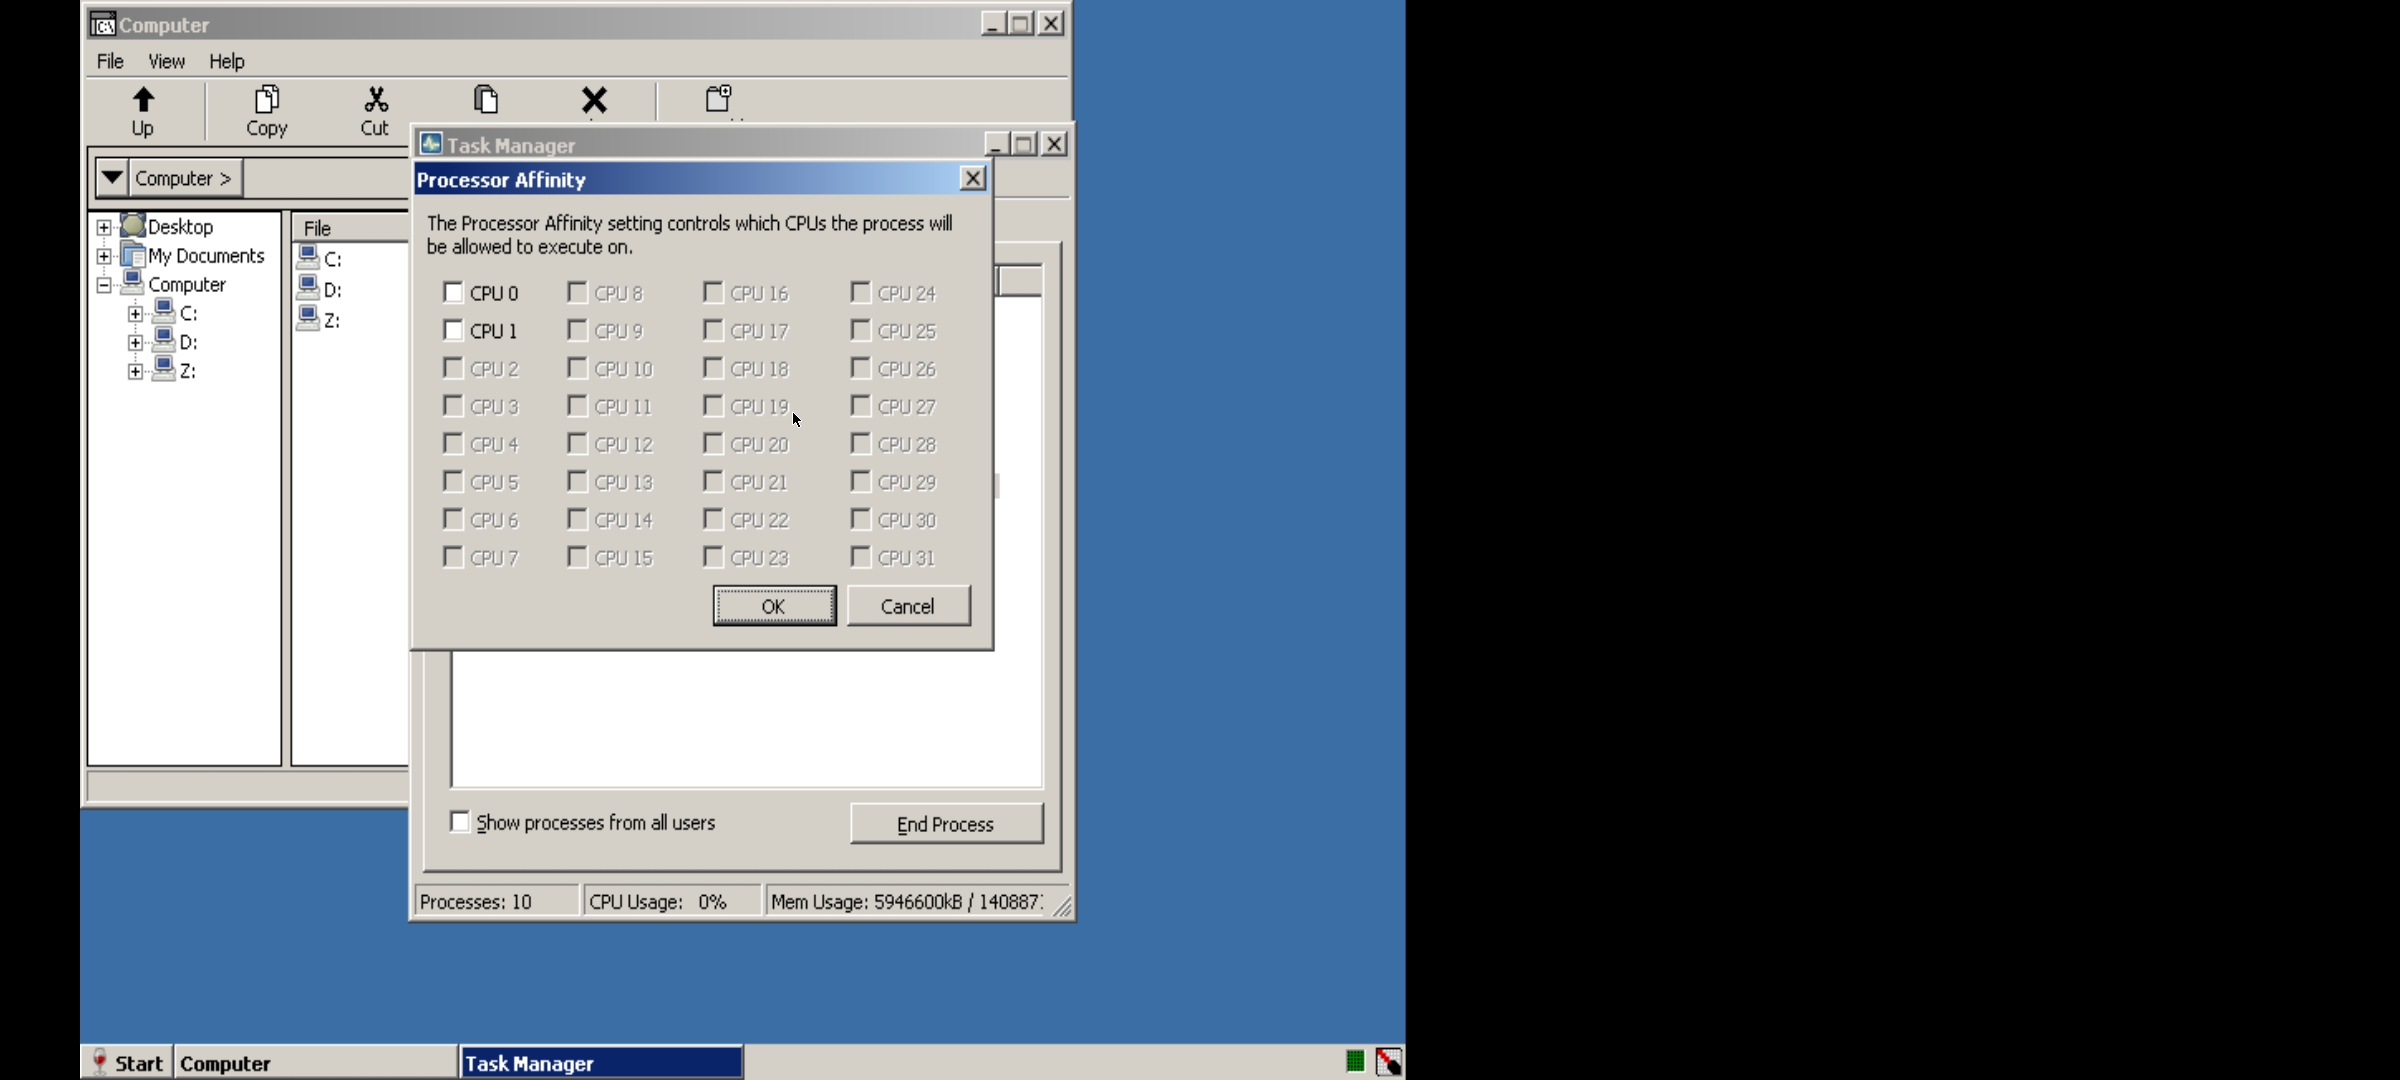 Computer
File View Help
Up Copy Cut
Computer >
Desktop
My Documents
Computer
C:
D:
Z:
File
C:
D:
Z:
Task Manager
Processor Affinity
The Processor Affinity setting controls which CPUs the process will
be allowed to execute on.
CPU 0 CPU 8 CPU 16 CPU 24
CPU 1 CPU 9 CPU 17 CPU 25
CPU 2 CPU 10 CPU 18 CPU 26
CPU 3 CPU 11 CPU 19 CPU 27
CPU 4 CPU 12 CPU 20 CPU 28
CPU 5 CPU 13 CPU 21 CPU 29
CPU 6 CPU 14 CPU 22 CPU 30
CPU 7 CPU 15 CPU 23 CPU 31
OK Cancel
Show processes from all users End Process
Processes: 10 CPU Usage: 0% Mem Usage: 5946600kB / 140887
Start Computer Task Manager